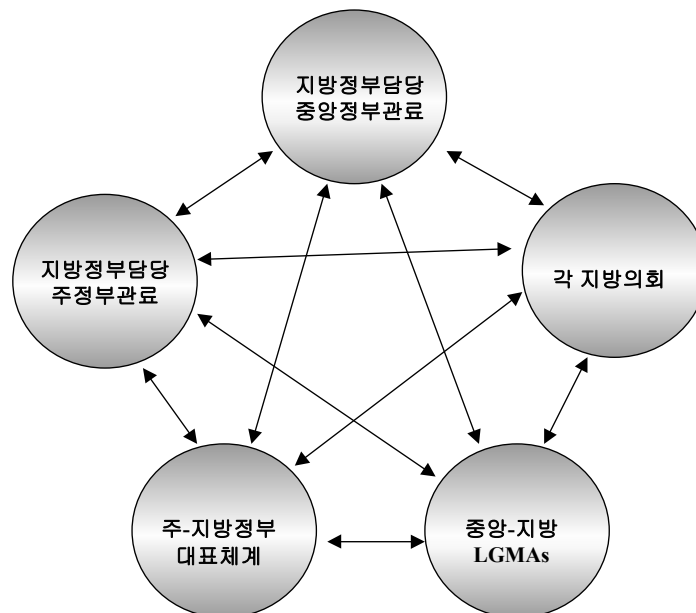 지방정부담당
중앙정부관료
지방정부담당
주정부관료
각 지방의회
주-지방정부
대표체계
중앙-지방
LGMAs